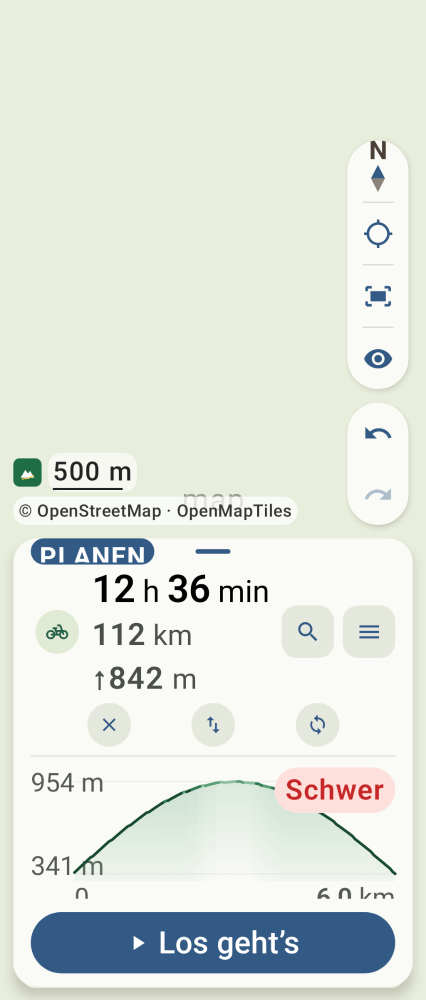 N
500 m
map
© OpenStreetMap · OpenMapTiles
PLANEN
12 h 36 min
112 km
↑842 m
954 m
Schwer
341 m
0
6.0 km
Los geht’s